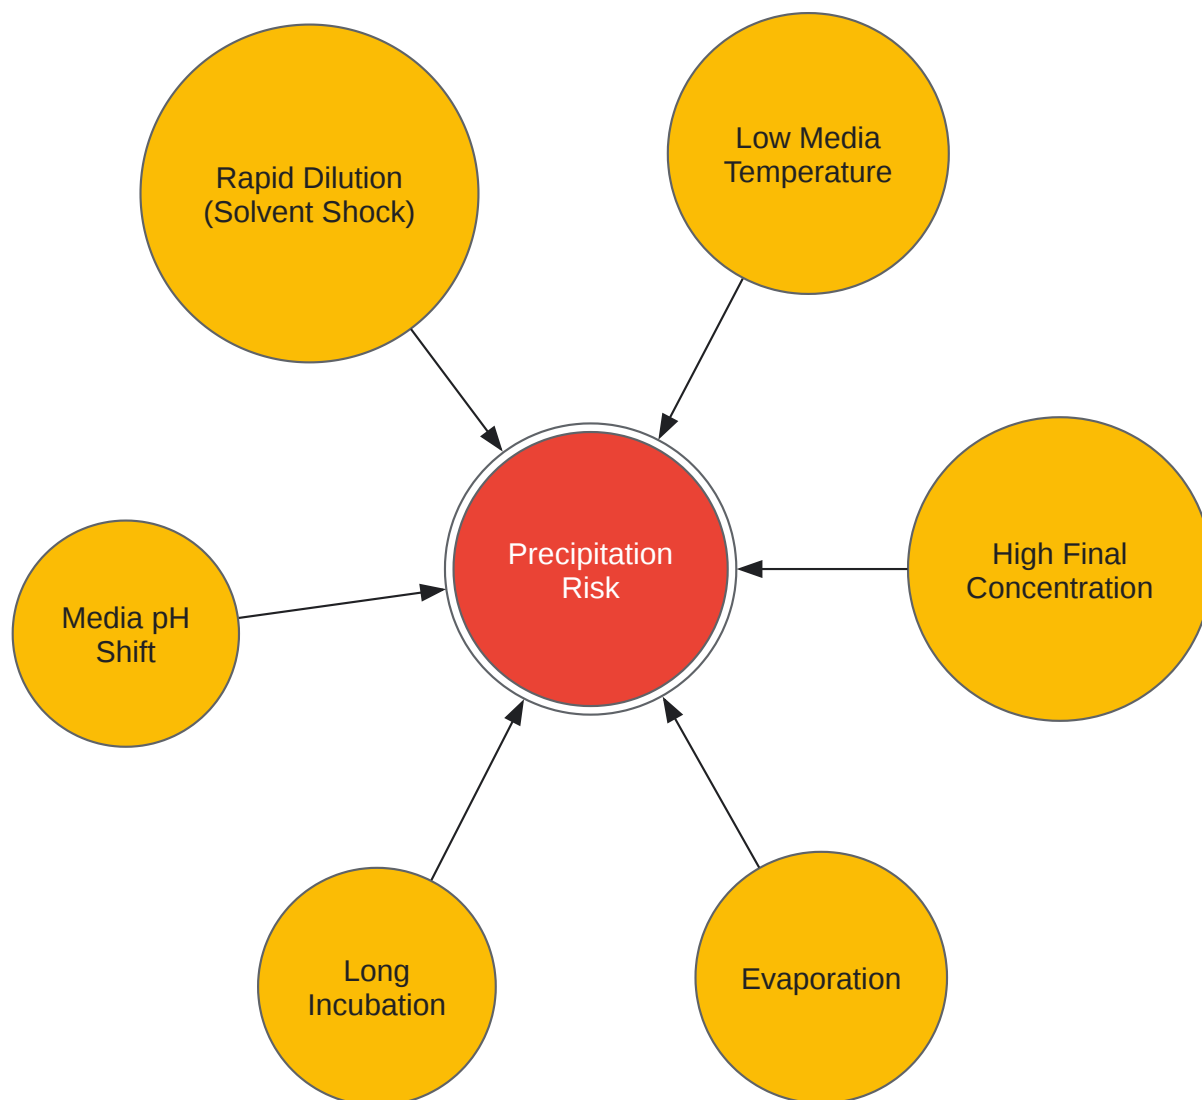 Rapid Dilution
(Solvent Shock)
Low Media
Temperature
Precipitation
Risk
High Final
Concentration
Media pH
Shift
Long
Incubation
Evaporation